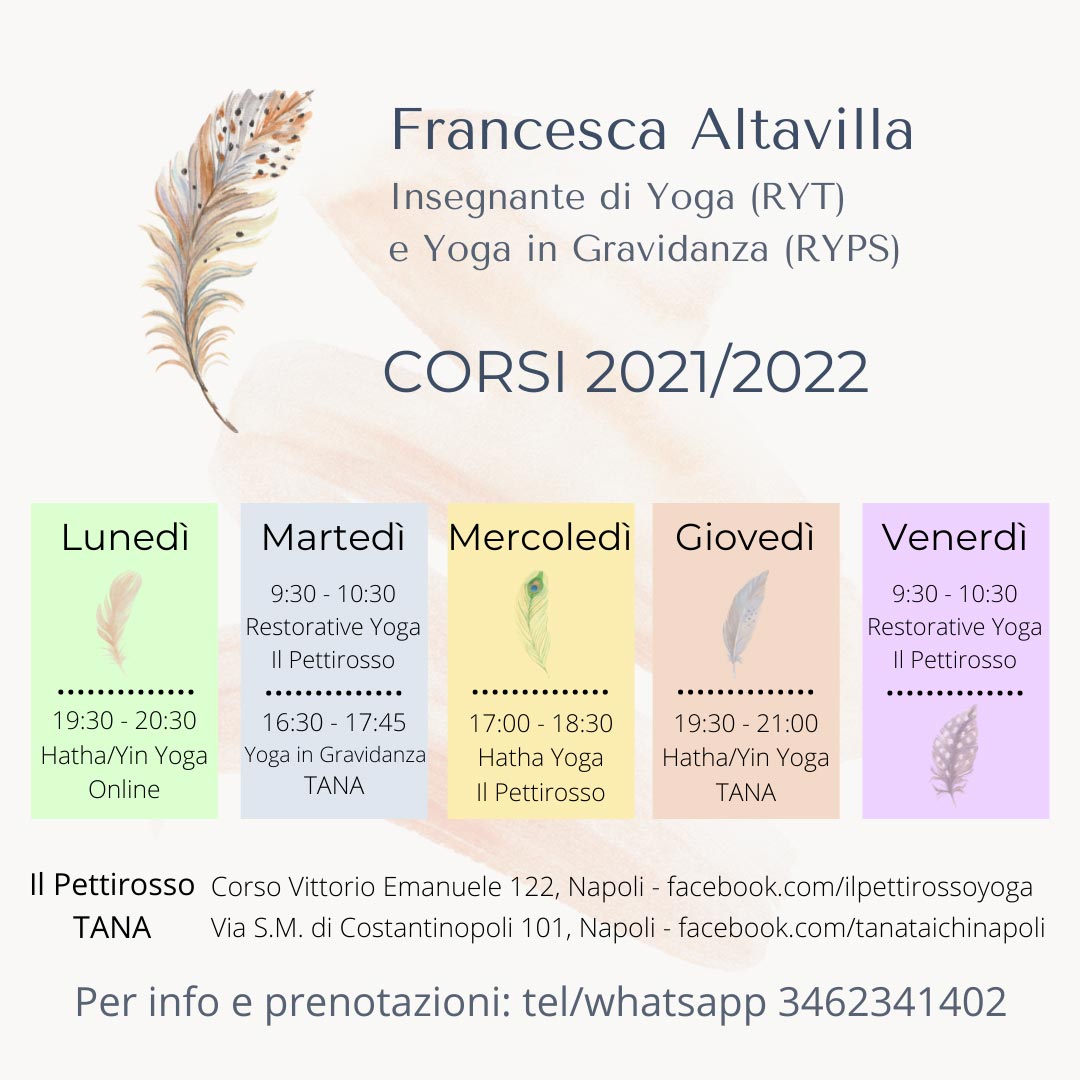 Francesca Altavilla
Insegnante di Yoga (RYT)
e Yoga in Gravidanza (RYPS)
CORSI 2021/2022
Lunedì
19:30 - 20:30
Hatha/Yin Yoga
Online
Martedì
9:30 - 10:30
Restorative Yoga
Il Pettirosso
16:30 - 17:45
Yoga in Gravidanza
TANA
Mercoledì
17:00 - 18:30
Hatha Yoga
Il Pettirosso
Giovedì
19:30 - 21:00
Hatha/Yin Yoga
TANA
Venerdì
9:30 - 10:30
Restorative Yoga
Il Pettirosso
Il Pettirosso Corso Vittorio Emanuele 122, Napoli - facebook.com/ilpettirossoyoga
TANA Via S.M. di Costantinopoli 101, Napoli - facebook.com/tanataichinapoli
Per info e prenotazioni: tel/whatsapp 3462341402